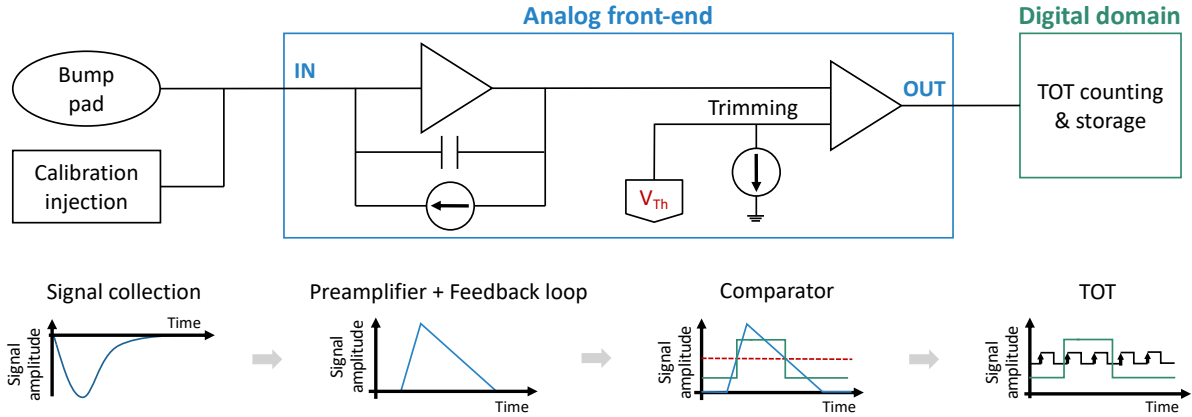 Analog front-end
Digital domain
Bump
pad
IN
OUT
Trimming
TOT counting
& storage
Calibration
injection
V_Th
Signal collection
Preamplifier + Feedback loop
Comparator
TOT
Signal
amplitude
Time
Signal
amplitude
Time
Signal
amplitude
Time
Signal
amplitude
Time